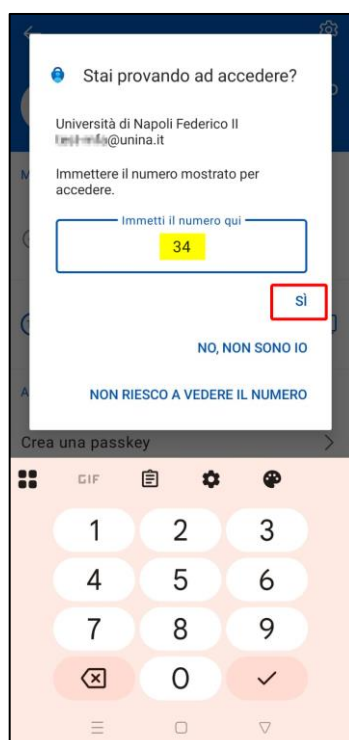 Stai provando ad accedere?
Università di Napoli Federico II
@unina.it
Immettere il numero mostrato per
accedere.
Immetti il numero qui
34
SÌ
NO, NON SONO IO
NON RIESCO A VEDERE IL NUMERO
Crea una passkey
GIF
1 2 3
4 5 6
7 8 9
0